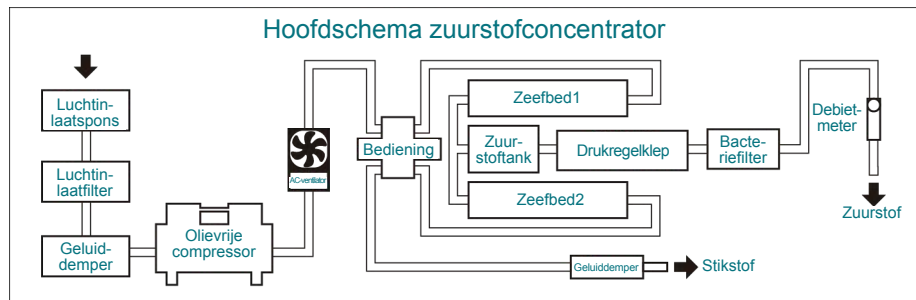 Hoofdschema zuurstofconcentrator
Luchtin-
laatspons
Luchtin-
laatfilter
Geluid-
demper
Olievrije
compressor
AC-ventilator
Bediening
Zeefbed1
Zuur-
stoftank
Drukregelklep
Bacte-
riefilter
Zeefbed2
Geluiddemper
Stikstof
Debiet-
meter
Zuurstof